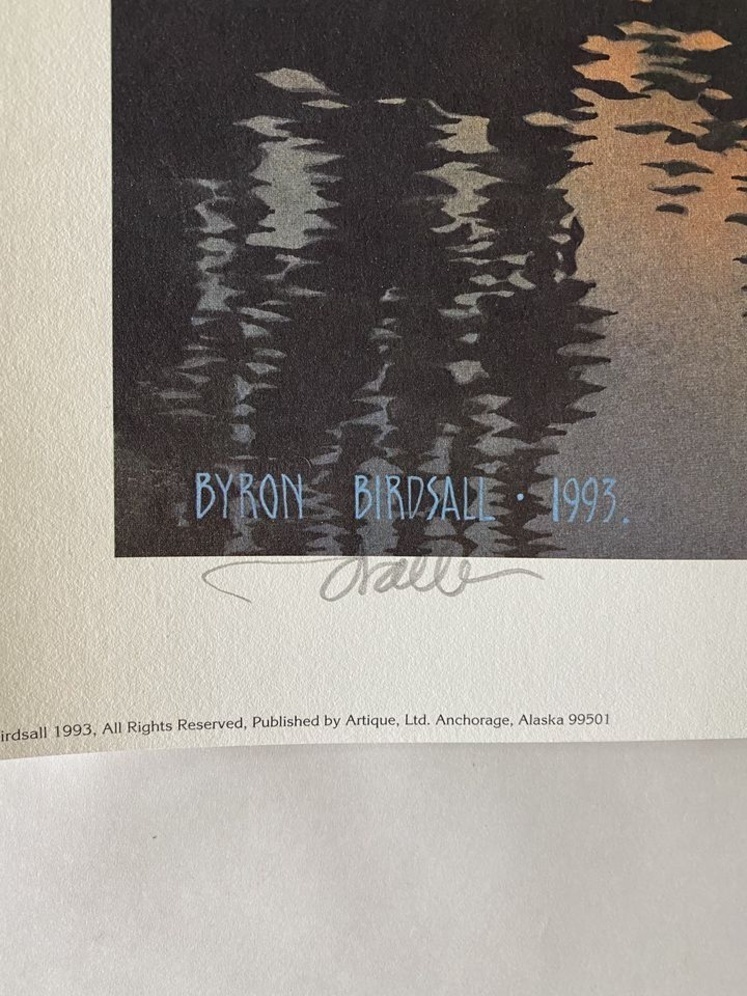 BYRON BIRDSALL · 1993.
irdsall 1993, All Rights Reserved, Published by Artique, Ltd. Anchorage, Alaska 99501